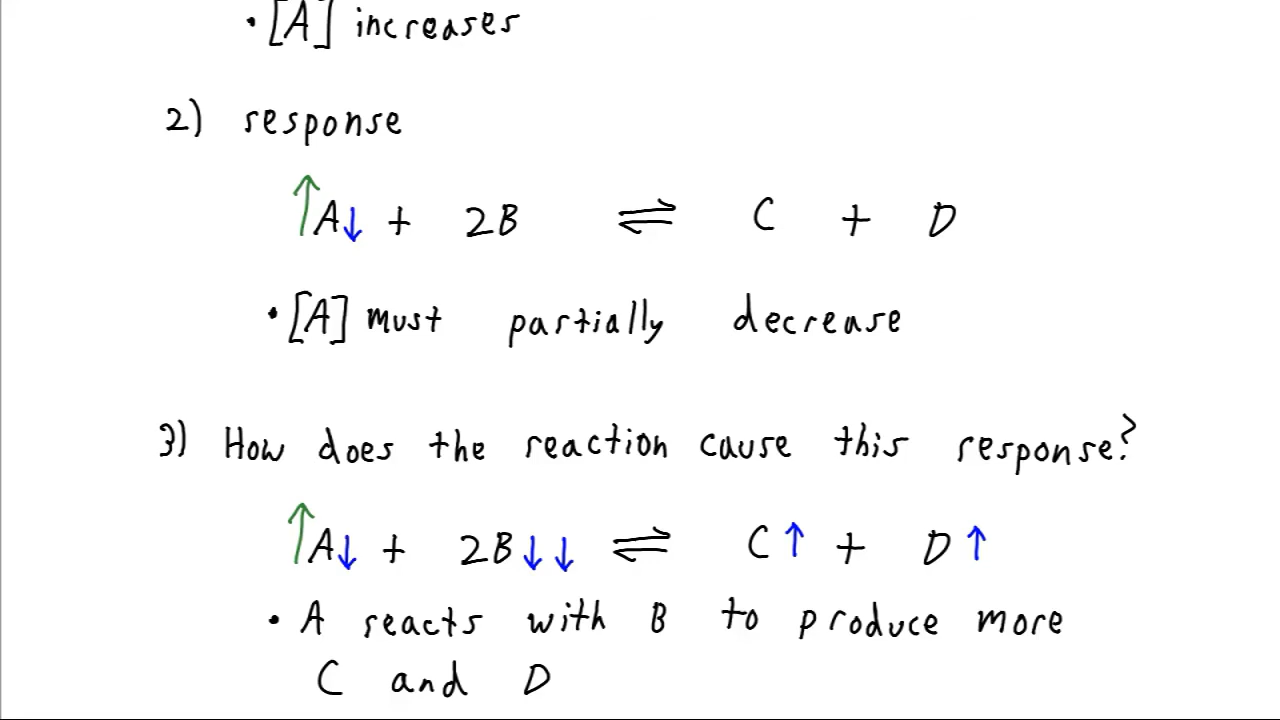 • [A] increases
2) response
↑A↓ + 2B ⇌ C + D
• [A] must partially decrease
3) How does the reaction cause this response?
↑A↓ + 2B↓↓ ⇌ C↑ + D↑
• A reacts with B to produce more
C and D